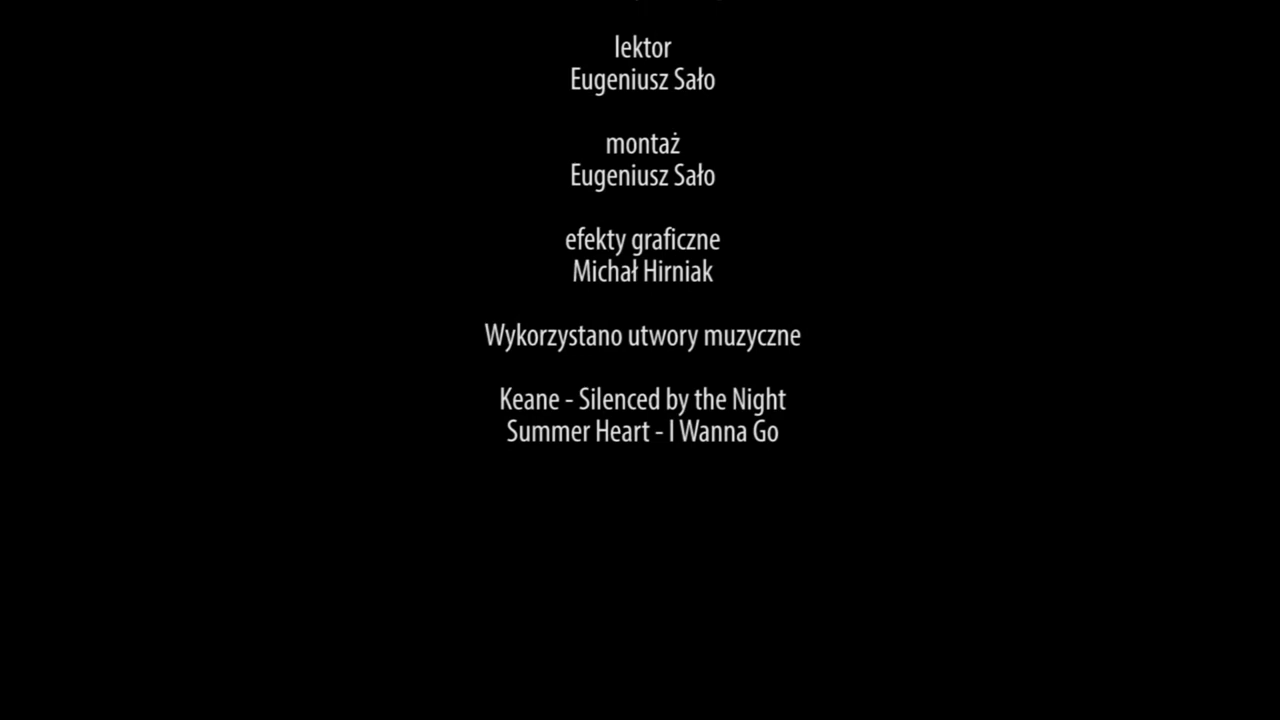 lektor
Eugeniusz Sało
montaż
Eugeniusz Sało
efekty graficzne
Michał Hirniak
Wykorzystano utwory muzyczne
Keane - Silenced by the Night
Summer Heart - I Wanna Go